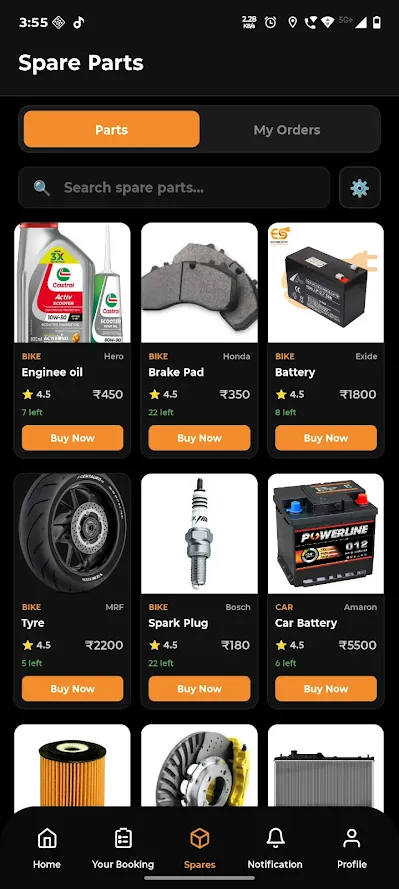 3:55
2.28
KB/s
5G+
Spare Parts
Parts
My Orders
Search spare parts...
3X
Castrol
Activ
SCOOTER
10W-30
Castrol
SCOOTER
80W-90
ES
BIKE
Hero
Enginee oil
4.5
₹450
7 left
Buy Now
BIKE
Honda
Brake Pad
4.5
₹350
22 left
Buy Now
BIKE
Exide
Battery
4.5
₹1800
8 left
Buy Now
POWERLINE
012
BIKE
MRF
Tyre
4.5
₹2200
5 left
Buy Now
BIKE
Bosch
Spark Plug
4.5
₹180
22 left
Buy Now
CAR
Amaron
Car Battery
4.5
₹5500
6 left
Buy Now
Home
Your Booking
Spares
Notification
Profile